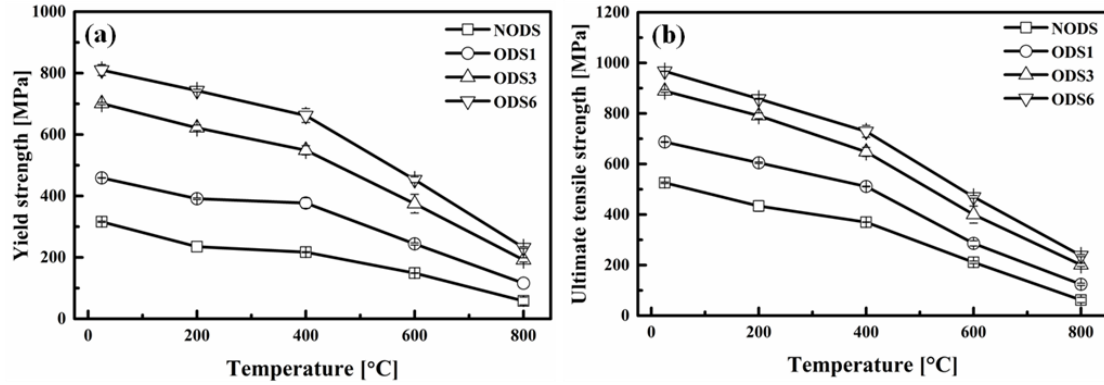 (a)
NODS
ODS1
ODS3
ODS6
Yield strength [MPa]
1000
800
600
400
200
0
0 200 400 600 800
Temperature [°C]
(b)
NODS
ODS1
ODS3
ODS6
Ultimate tensile strength [MPa]
1200
1000
800
600
400
200
0
0 200 400 600 800
Temperature [°C]